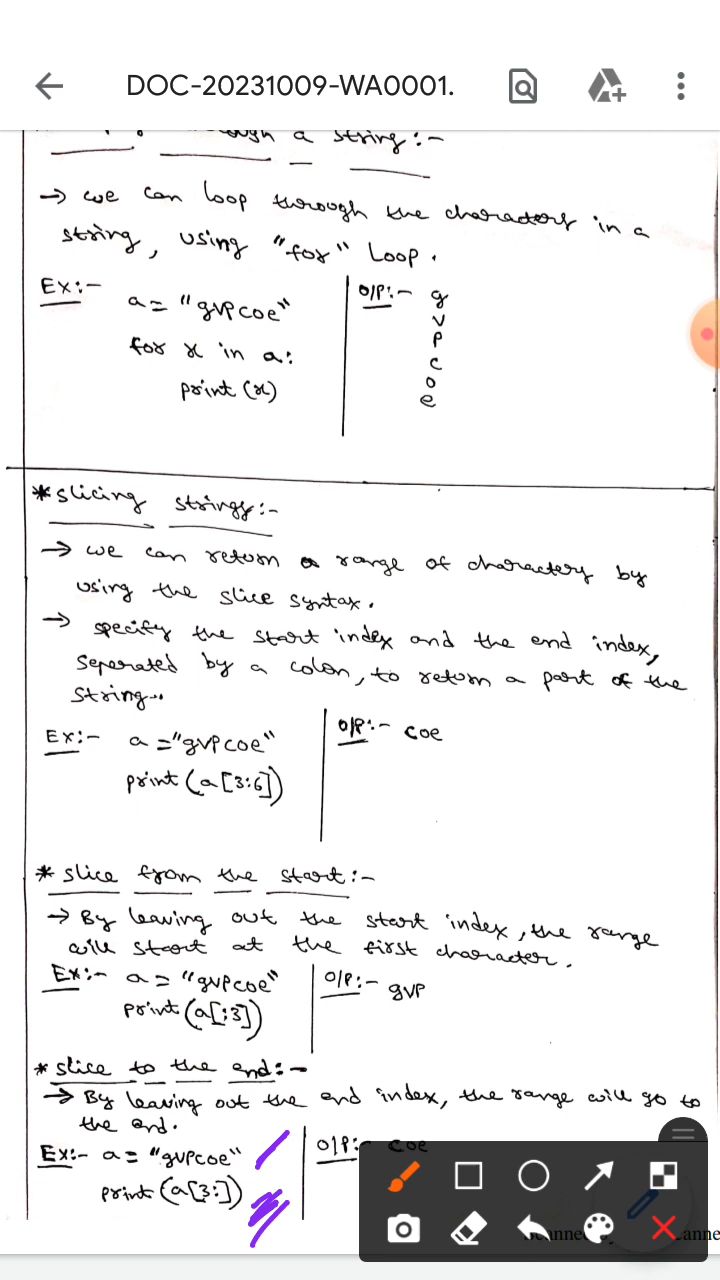 DOC-20231009-WA0001.
a string:-
→ we can loop through the characters in a
string, using "for" Loop.
Ex:- a= "gvpcoe"
for x in a:
print(x)
O/P:- g
v
p
c
o
e
* slicing strings:-
→ we can return a range of characters by
using the slice syntax.
→ specify the start index and the end index,
seperated by a colon, to return a part of the
string..
Ex:- a ="gvpcoe"
print(a[3:6])
O/P:- coe
* slice from the start:-
→ By leaving out the start index, the range
will start at the first character.
Ex:- a= "gvpcoe"
print(a[:3])
O/P:- gvp
* slice to the end:-
→ By leaving out the end index, the range will go to
the end.
Ex:- a= "gvpcoe"
print(a[3:])
O/P:- coe